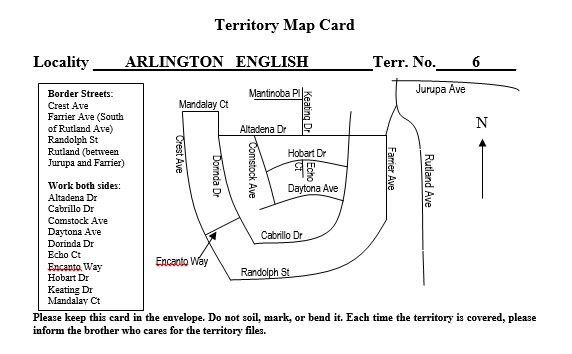 Territory Map Card
Locality ARLINGTON ENGLISH Terr. No. 6
Border Streets:
Crest Ave
Farrier Ave (South
of Rutland Ave)
Randolph St
Rutland (between
Jurupa and Farrier)
Work both sides:
Altadena Dr
Cabrillo Dr
Comstock Ave
Daytona Ave
Dorinda Dr
Echo Ct
Encanto Way
Hobart Dr
Keating Dr
Mandalay Ct
Mantinoba Pl
Keating Dr
Jurupa Ave
Mandalay Ct
N
Altadena Dr
Crest Ave
Dorinda Dr
Comstock Ave
Hobart Dr
Echo
Ct
Farrier Ave
Rutland Ave
Daytona Ave
Cabrillo Dr
Encanto Way
Randolph St
Please keep this card in the envelope. Do not soil, mark, or bend it. Each time the territory is covered, please
inform the brother who cares for the territory files.